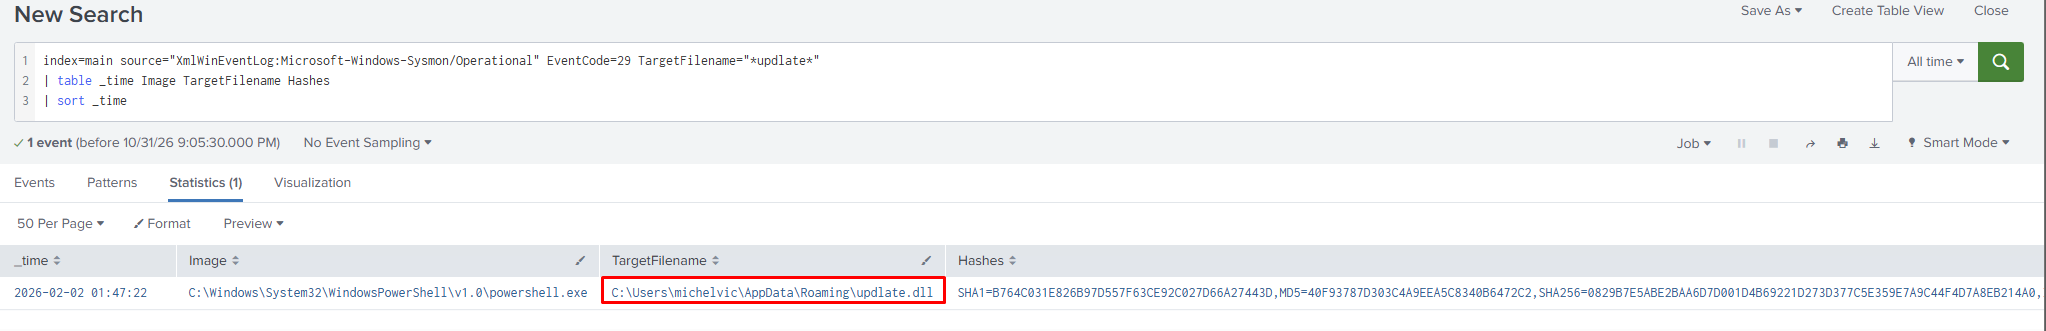 New Search
Save As ▾ Create Table View Close
1 index=main source="XmlWinEventLog:Microsoft-Windows-Sysmon/Operational" EventCode=29 TargetFilename="*updlate*"
2 | table _time Image TargetFilename Hashes
3 | sort _time
All time ▾
✓ 1 event (before 10/31/26 9:05:30.000 PM) No Event Sampling ▾
Job ▾ Smart Mode ▾
Events Patterns Statistics (1) Visualization
50 Per Page ▾ Format Preview ▾
_time Image TargetFilename Hashes
2026-02-02 01:47:22 C:\Windows\System32\WindowsPowerShell\v1.0\powershell.exe C:\Users\michelvic\AppData\Roaming\updlate.dll SHA1=B764C031E826B97D557F63CE92C027D66A27443D,MD5=40F93787D303C4A9EEA5C8340B6472C2,SHA256=0829B7E5ABE2BAA6D7D001D4B69221D273D377C5E359E7A9C44F4D7A8EB214A0,